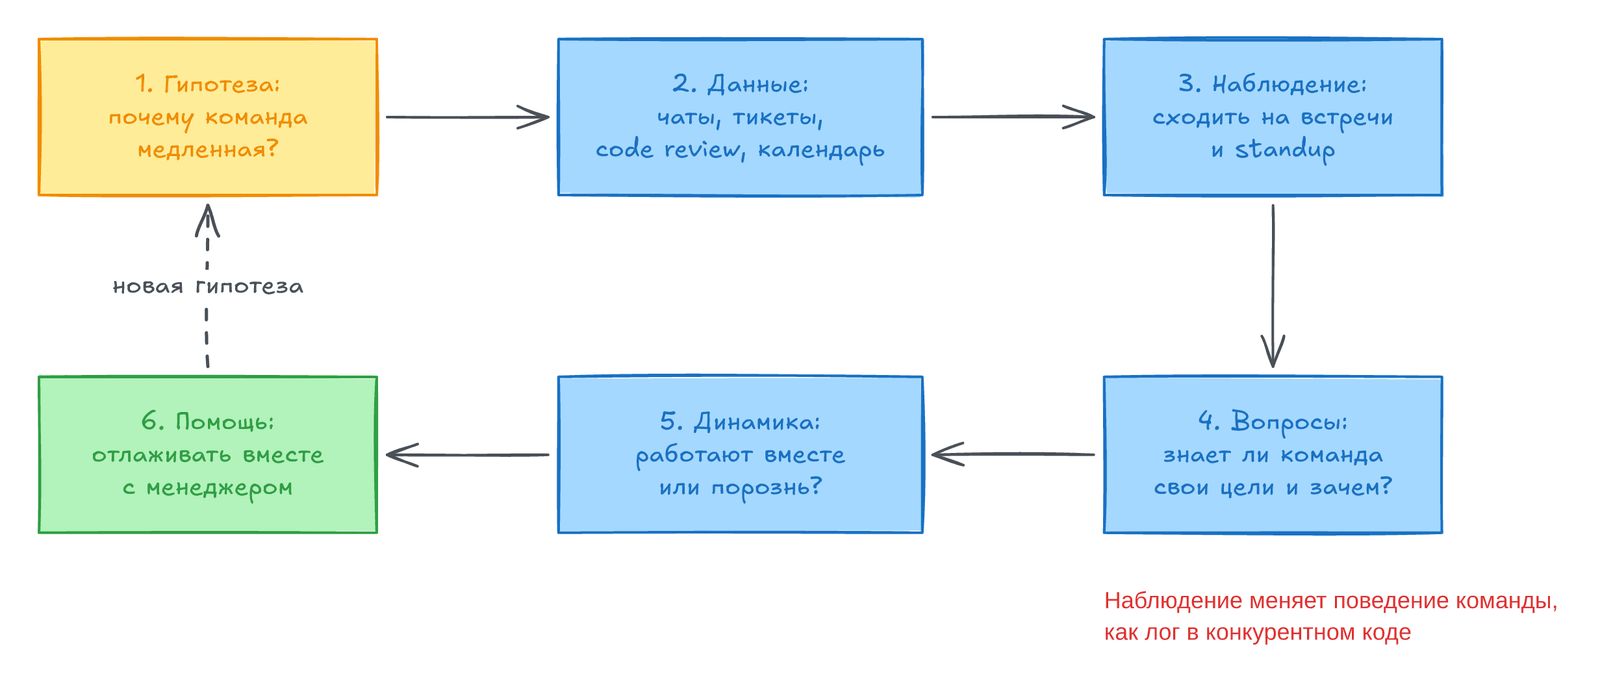 1. Гипотеза:
почему команда
медленная?
2. Данные:
чаты, тикеты,
code review, календарь
3. Наблюдение:
сходить на встречи
и standup
новая гипотеза
6. Помощь:
отлаживать вместе
с менеджером
5. Динамика:
работают вместе
или порознь?
4. Вопросы:
знает ли команда
свои цели и зачем?
Наблюдение меняет поведение команды,
как лог в конкурентном коде